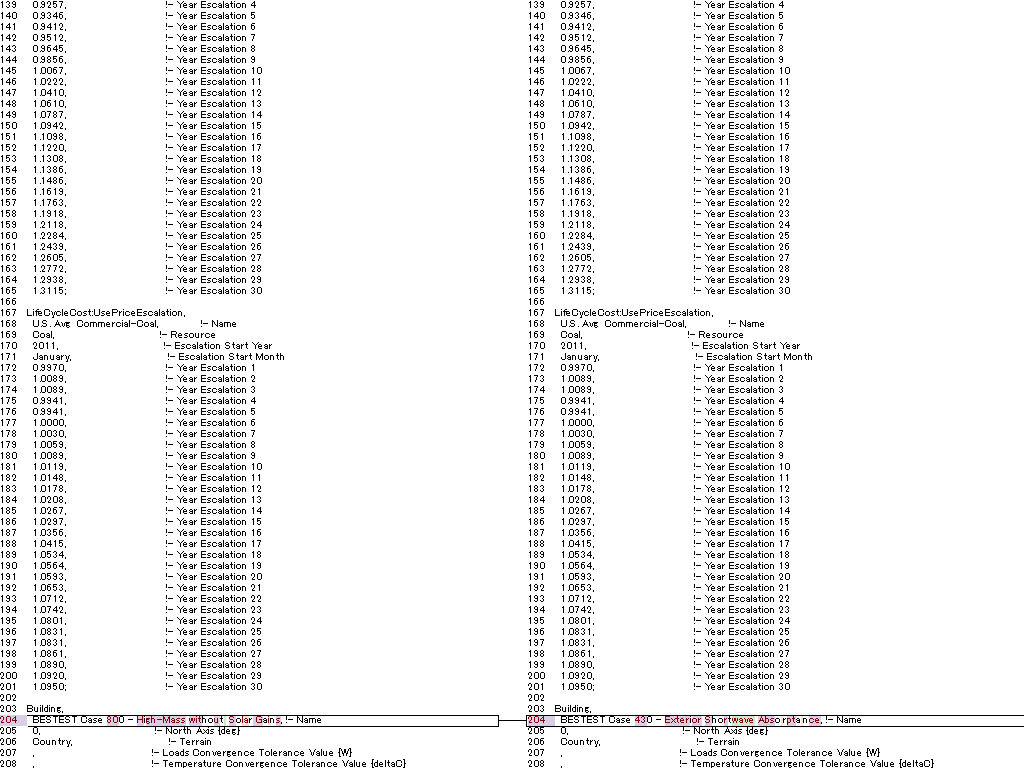 139 0.9257, !- Year Escalation 4
140 0.9346, !- Year Escalation 5
141 0.9412, !- Year Escalation 6
142 0.9512, !- Year Escalation 7
143 0.9645, !- Year Escalation 8
144 0.9856, !- Year Escalation 9
145 1.0067, !- Year Escalation 10
146 1.0222, !- Year Escalation 11
147 1.0410, !- Year Escalation 12
148 1.0610, !- Year Escalation 13
149 1.0787, !- Year Escalation 14
150 1.0942, !- Year Escalation 15
151 1.1098, !- Year Escalation 16
152 1.1220, !- Year Escalation 17
153 1.1308, !- Year Escalation 18
154 1.1386, !- Year Escalation 19
155 1.1486, !- Year Escalation 20
156 1.1619, !- Year Escalation 21
157 1.1763, !- Year Escalation 22
158 1.1918, !- Year Escalation 23
159 1.2118, !- Year Escalation 24
160 1.2284, !- Year Escalation 25
161 1.2439, !- Year Escalation 26
162 1.2605, !- Year Escalation 27
163 1.2772, !- Year Escalation 28
164 1.2938, !- Year Escalation 29
165 1.3115; !- Year Escalation 30
166
167 LifeCycleCost:UsePriceEscalation,
168 U.S. Avg Commercial-Coal, !- Name
169 Coal, !- Resource
170 2011, !- Escalation Start Year
171 January, !- Escalation Start Month
172 0.9970, !- Year Escalation 1
173 1.0089, !- Year Escalation 2
174 1.0089, !- Year Escalation 3
175 0.9941, !- Year Escalation 4
176 0.9941, !- Year Escalation 5
177 1.0000, !- Year Escalation 6
178 1.0030, !- Year Escalation 7
179 1.0059, !- Year Escalation 8
180 1.0089, !- Year Escalation 9
181 1.0119, !- Year Escalation 10
182 1.0148, !- Year Escalation 11
183 1.0178, !- Year Escalation 12
184 1.0208, !- Year Escalation 13
185 1.0267, !- Year Escalation 14
186 1.0297, !- Year Escalation 15
187 1.0356, !- Year Escalation 16
188 1.0415, !- Year Escalation 17
189 1.0534, !- Year Escalation 18
190 1.0564, !- Year Escalation 19
191 1.0593, !- Year Escalation 20
192 1.0653, !- Year Escalation 21
193 1.0712, !- Year Escalation 22
194 1.0742, !- Year Escalation 23
195 1.0801, !- Year Escalation 24
196 1.0831, !- Year Escalation 25
197 1.0831, !- Year Escalation 26
198 1.0861, !- Year Escalation 27
199 1.0890, !- Year Escalation 28
200 1.0920, !- Year Escalation 29
201 1.0950; !- Year Escalation 30
202
203 Building,
204 BESTEST Case 800 - High-Mass without Solar Gains, !- Name
205 0, !- North Axis {deg}
206 Country, !- Terrain
207 , !- Loads Convergence Tolerance Value {W}
208 , !- Temperature Convergence Tolerance Value {deltaC}
139 0.9257, !- Year Escalation 4
140 0.9346, !- Year Escalation 5
141 0.9412, !- Year Escalation 6
142 0.9512, !- Year Escalation 7
143 0.9645, !- Year Escalation 8
144 0.9856, !- Year Escalation 9
145 1.0067, !- Year Escalation 10
146 1.0222, !- Year Escalation 11
147 1.0410, !- Year Escalation 12
148 1.0610, !- Year Escalation 13
149 1.0787, !- Year Escalation 14
150 1.0942, !- Year Escalation 15
151 1.1098, !- Year Escalation 16
152 1.1220, !- Year Escalation 17
153 1.1308, !- Year Escalation 18
154 1.1386, !- Year Escalation 19
155 1.1486, !- Year Escalation 20
156 1.1619, !- Year Escalation 21
157 1.1763, !- Year Escalation 22
158 1.1918, !- Year Escalation 23
159 1.2118, !- Year Escalation 24
160 1.2284, !- Year Escalation 25
161 1.2439, !- Year Escalation 26
162 1.2605, !- Year Escalation 27
163 1.2772, !- Year Escalation 28
164 1.2938, !- Year Escalation 29
165 1.3115; !- Year Escalation 30
166
167 LifeCycleCost:UsePriceEscalation,
168 U.S. Avg Commercial-Coal, !- Name
169 Coal, !- Resource
170 2011, !- Escalation Start Year
171 January, !- Escalation Start Month
172 0.9970, !- Year Escalation 1
173 1.0089, !- Year Escalation 2
174 1.0089, !- Year Escalation 3
175 0.9941, !- Year Escalation 4
176 0.9941, !- Year Escalation 5
177 1.0000, !- Year Escalation 6
178 1.0030, !- Year Escalation 7
179 1.0059, !- Year Escalation 8
180 1.0089, !- Year Escalation 9
181 1.0119, !- Year Escalation 10
182 1.0148, !- Year Escalation 11
183 1.0178, !- Year Escalation 12
184 1.0208, !- Year Escalation 13
185 1.0267, !- Year Escalation 14
186 1.0297, !- Year Escalation 15
187 1.0356, !- Year Escalation 16
188 1.0415, !- Year Escalation 17
189 1.0534, !- Year Escalation 18
190 1.0564, !- Year Escalation 19
191 1.0593, !- Year Escalation 20
192 1.0653, !- Year Escalation 21
193 1.0712, !- Year Escalation 22
194 1.0742, !- Year Escalation 23
195 1.0801, !- Year Escalation 24
196 1.0831, !- Year Escalation 25
197 1.0831, !- Year Escalation 26
198 1.0861, !- Year Escalation 27
199 1.0890, !- Year Escalation 28
200 1.0920, !- Year Escalation 29
201 1.0950; !- Year Escalation 30
202
203 Building,
204 BESTEST Case 430 - Exterior Shortwave Absorptance, !- Name
205 0, !- North Axis {deg}
206 Country, !- Terrain
207 , !- Loads Convergence Tolerance Value {W}
208 , !- Temperature Convergence Tolerance Value {deltaC}